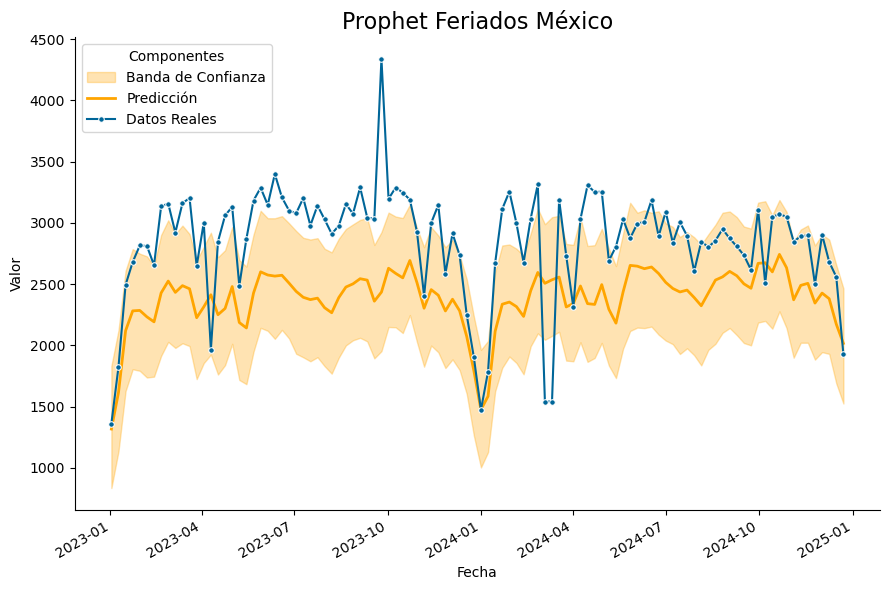 Prophet Feriados México
Componentes
Banda de Confianza
Predicción
Datos Reales
Valor
4500
4000
3500
3000
2500
2000
1500
1000
2023-01
2023-04
2023-07
2023-10
2024-01
2024-04
2024-07
2024-10
2025-01
Fecha